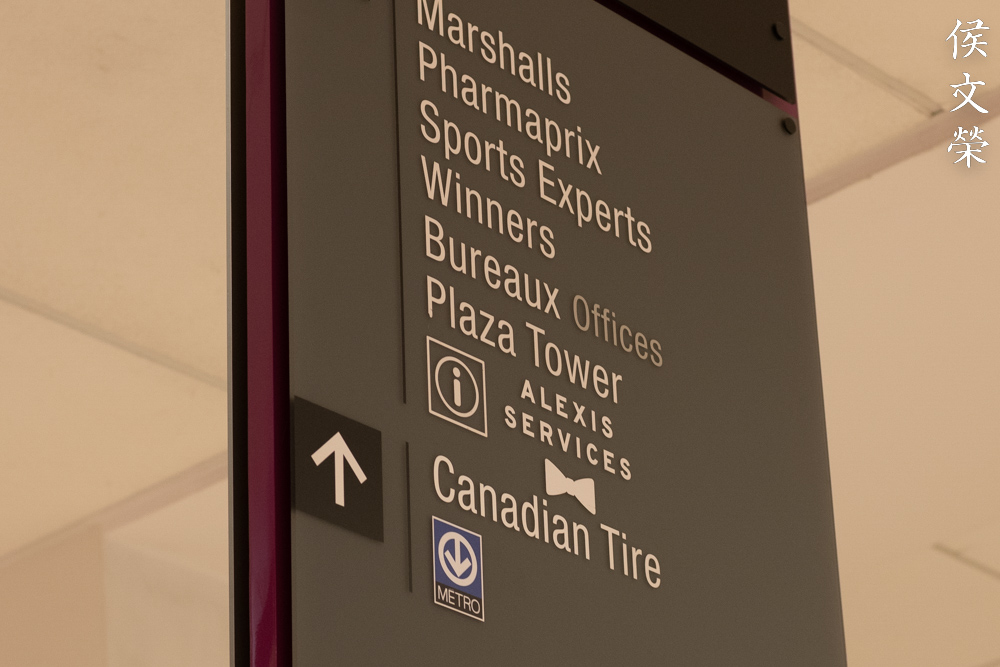 Marshalls
Pharmaprix
Sports Experts
Winners
Bureaux Offices
Plaza Tower
i
ALEXIS
SERVICES
Canadian Tire
METRO
侯文榮